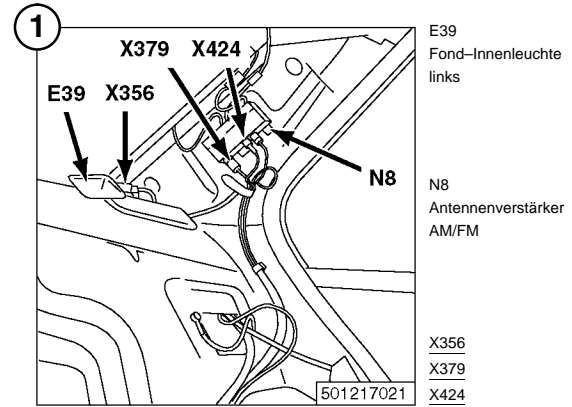 1
X379 X424
E39 X356
N8
501217021
E39
Fond–Innenleuchte
links
N8
Antennenverstärker
AM/FM
X356
X379
X424